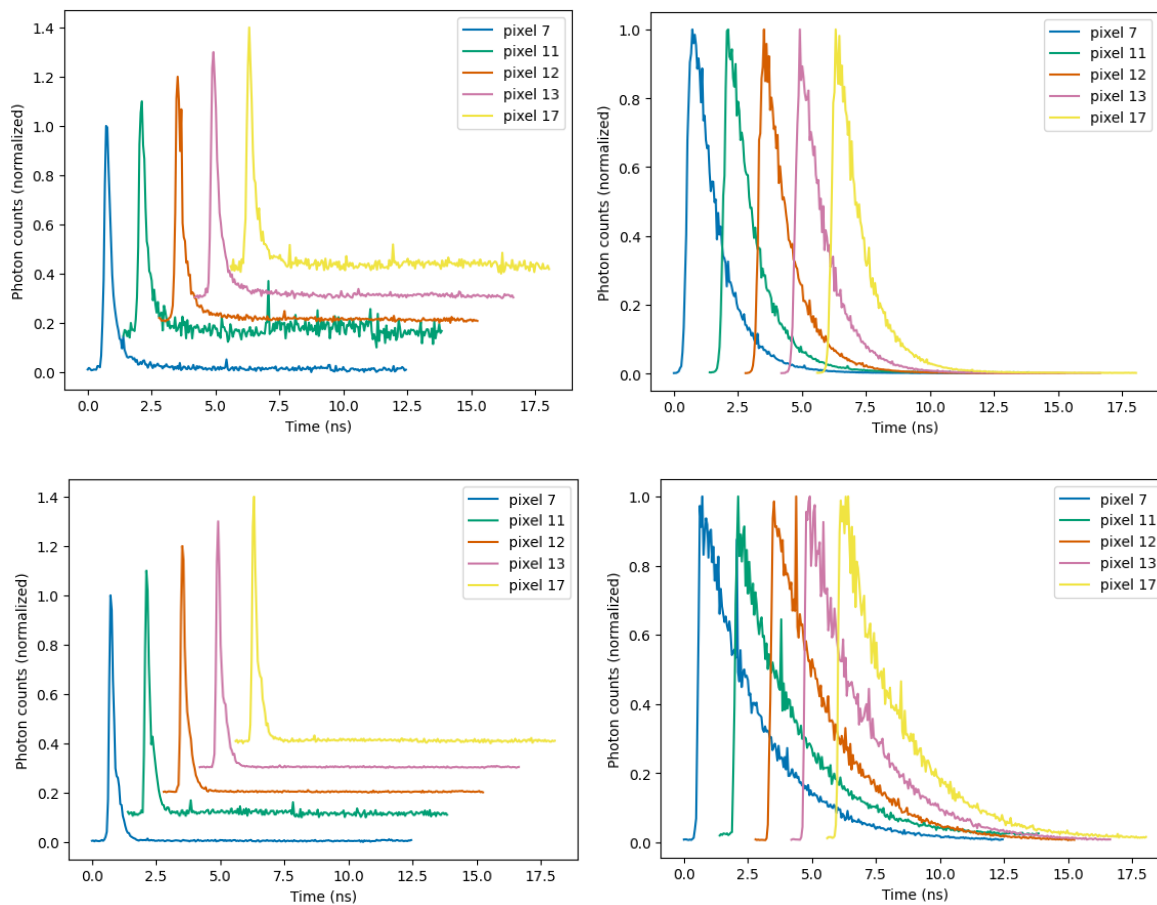 Photon counts (normalized)
1.4
1.2
1.0
0.8
0.6
0.4
0.2
0.0
pixel 7
pixel 11
pixel 12
pixel 13
pixel 17
0.0 2.5 5.0 7.5 10.0 12.5 15.0 17.5
Time (ns)
Photon counts (normalized)
1.0
0.8
0.6
0.4
0.2
0.0
pixel 7
pixel 11
pixel 12
pixel 13
pixel 17
0.0 2.5 5.0 7.5 10.0 12.5 15.0 17.5
Time (ns)
Photon counts (normalized)
1.4
1.2
1.0
0.8
0.6
0.4
0.2
0.0
pixel 7
pixel 11
pixel 12
pixel 13
pixel 17
0.0 2.5 5.0 7.5 10.0 12.5 15.0 17.5
Time (ns)
Photon counts (normalized)
1.0
0.8
0.6
0.4
0.2
0.0
pixel 7
pixel 11
pixel 12
pixel 13
pixel 17
0.0 2.5 5.0 7.5 10.0 12.5 15.0 17.5
Time (ns)